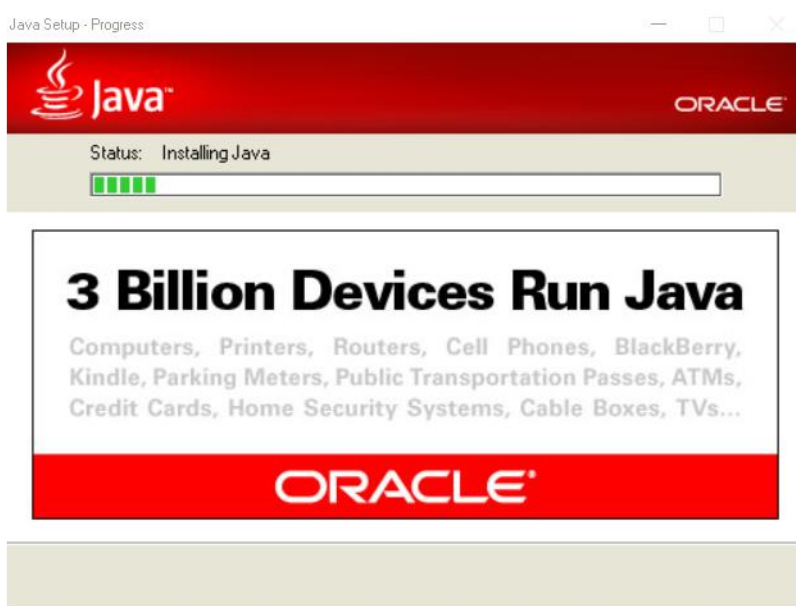 Java Setup - Progress
Java™
ORACLE®
Status: Installing Java
3 Billion Devices Run Java
Computers, Printers, Routers, Cell Phones, BlackBerry,
Kindle, Parking Meters, Public Transportation Passes, ATMs,
Credit Cards, Home Security Systems, Cable Boxes, TVs...
ORACLE®